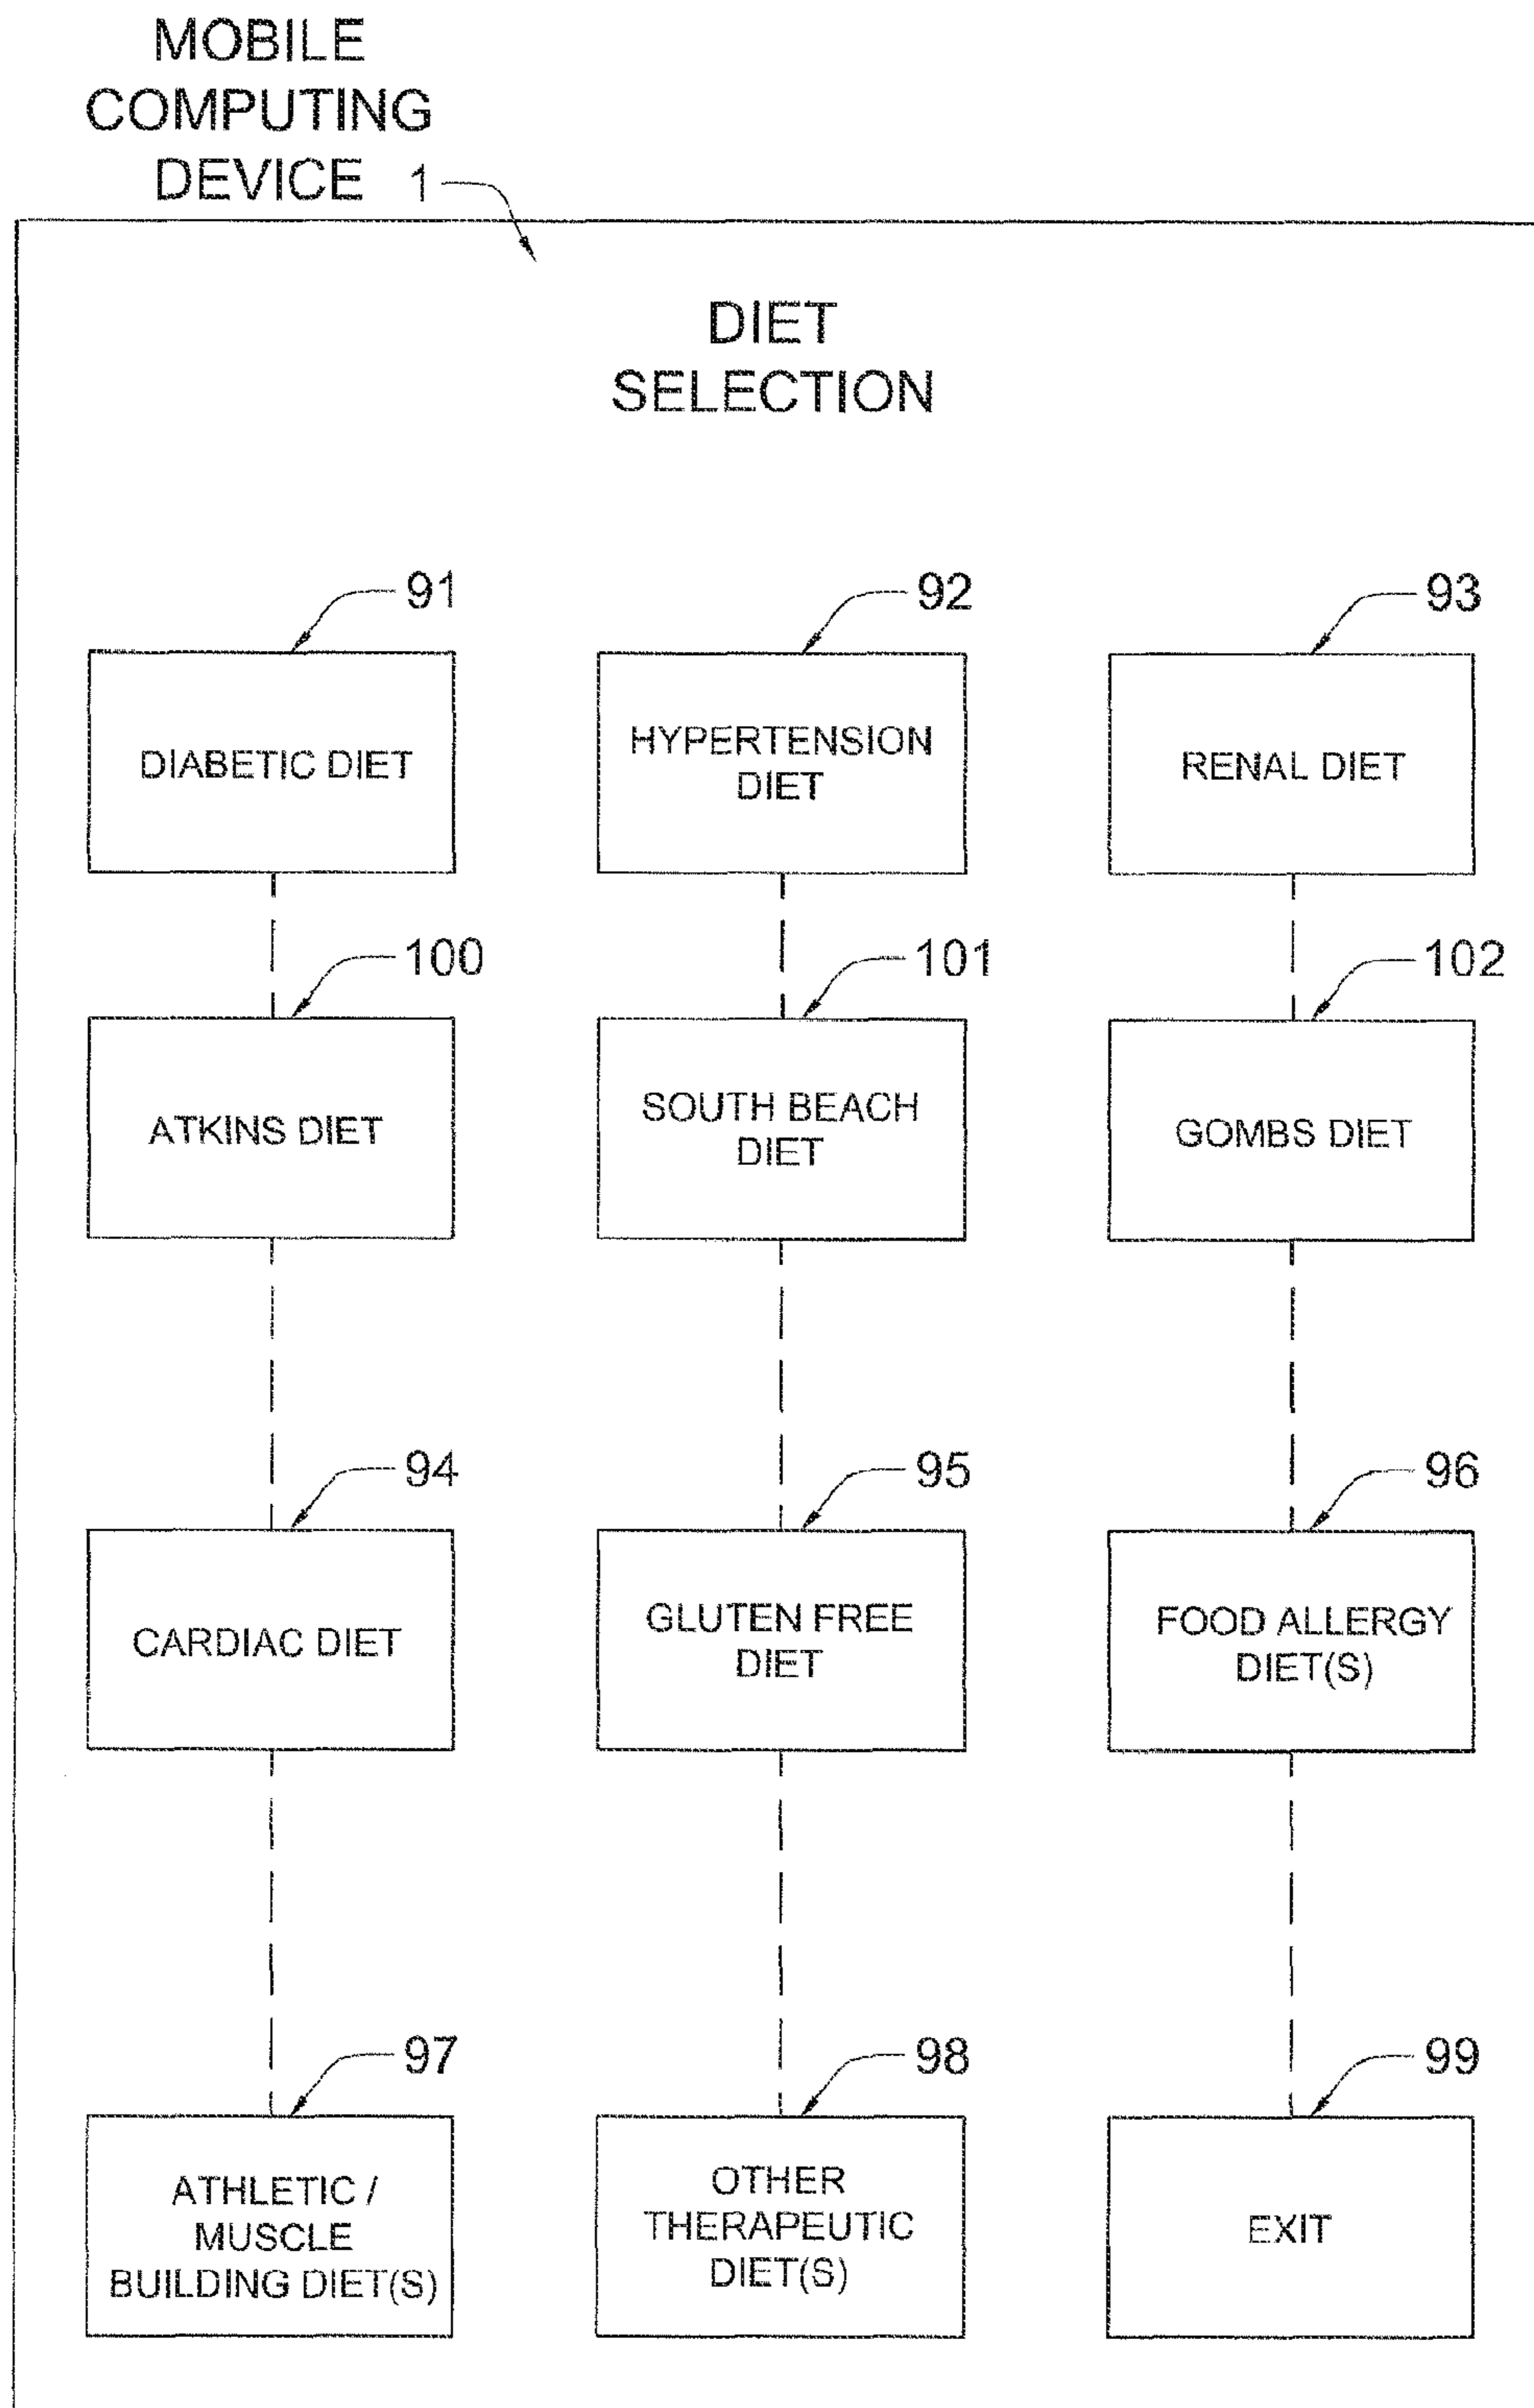 MOBILE
COMPUTING
DEVICE 1
DIET
SELECTION
91 92 93
DIABETIC DIET
HYPERTENSION
DIET
RENAL DIET
100 101 102
ATKINS DIET
SOUTH BEACH
DIET
GOMBS DIET
94 95 96
CARDIAC DIET
GLUTEN FREE
DIET
FOOD ALLERGY
DIET(S)
97 98 99
ATHLETIC /
MUSCLE
BUILDING DIET(S)
OTHER
THERAPEUTIC
DIET(S)
EXIT